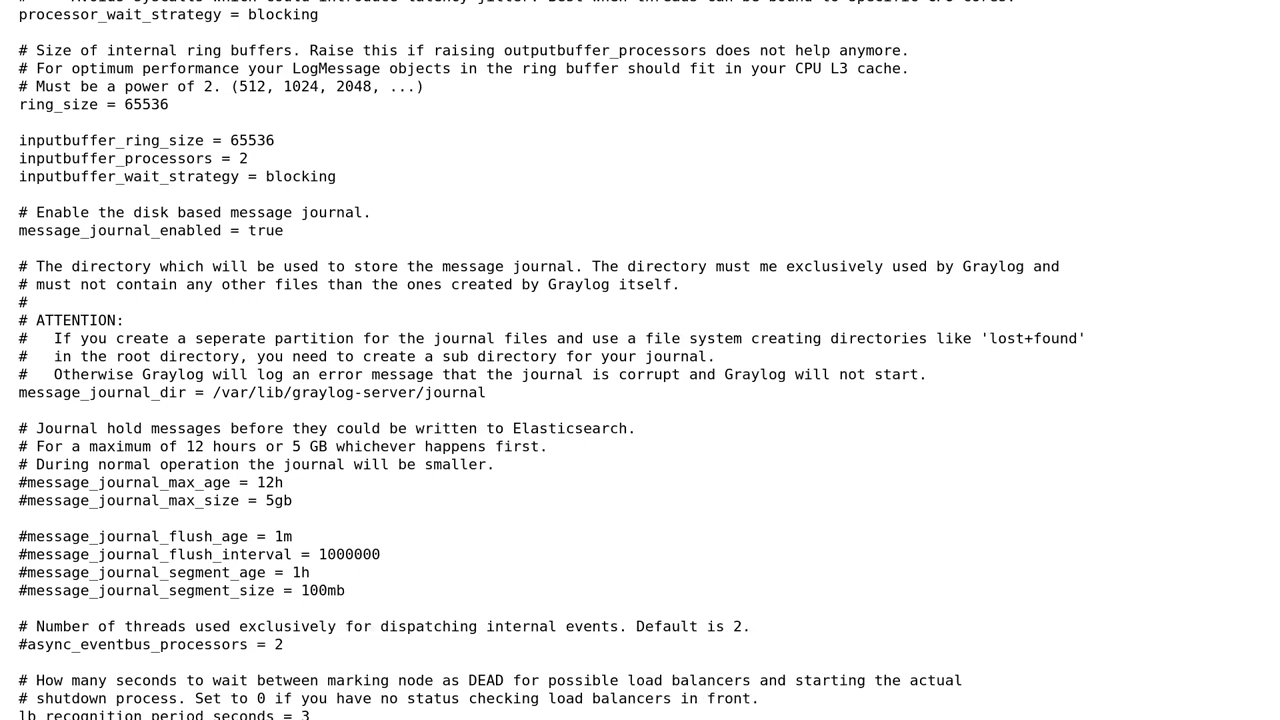 processor_wait_strategy = blocking
# Size of internal ring buffers. Raise this if raising outputbuffer_processors does not help anymore.
# For optimum performance your LogMessage objects in the ring buffer should fit in your CPU L3 cache.
# Must be a power of 2. (512, 1024, 2048, ...)
ring_size = 65536
inputbuffer_ring_size = 65536
inputbuffer_processors = 2
inputbuffer_wait_strategy = blocking
# Enable the disk based message journal.
message_journal_enabled = true
# The directory which will be used to store the message journal. The directory must me exclusively used by Graylog and
# must not contain any other files than the ones created by Graylog itself.
#
# ATTENTION:
#   If you create a seperate partition for the journal files and use a file system creating directories like 'lost+found'
#   in the root directory, you need to create a sub directory for your journal.
#   Otherwise Graylog will log an error message that the journal is corrupt and Graylog will not start.
message_journal_dir = /var/lib/graylog-server/journal
# Journal hold messages before they could be written to Elasticsearch.
# For a maximum of 12 hours or 5 GB whichever happens first.
# During normal operation the journal will be smaller.
#message_journal_max_age = 12h
#message_journal_max_size = 5gb
#message_journal_flush_age = 1m
#message_journal_flush_interval = 1000000
#message_journal_segment_age = 1h
#message_journal_segment_size = 100mb
# Number of threads used exclusively for dispatching internal events. Default is 2.
#async_eventbus_processors = 2
# How many seconds to wait between marking node as DEAD for possible load balancers and starting the actual
# shutdown process. Set to 0 if you have no status checking load balancers in front.
lb_recognition_period_seconds = 3